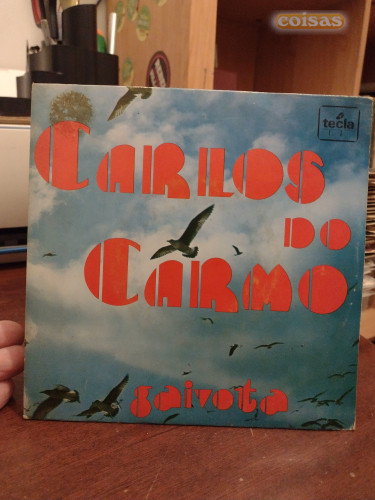 coisas
tecla
CARLOS
DO
CARMO
gaivota